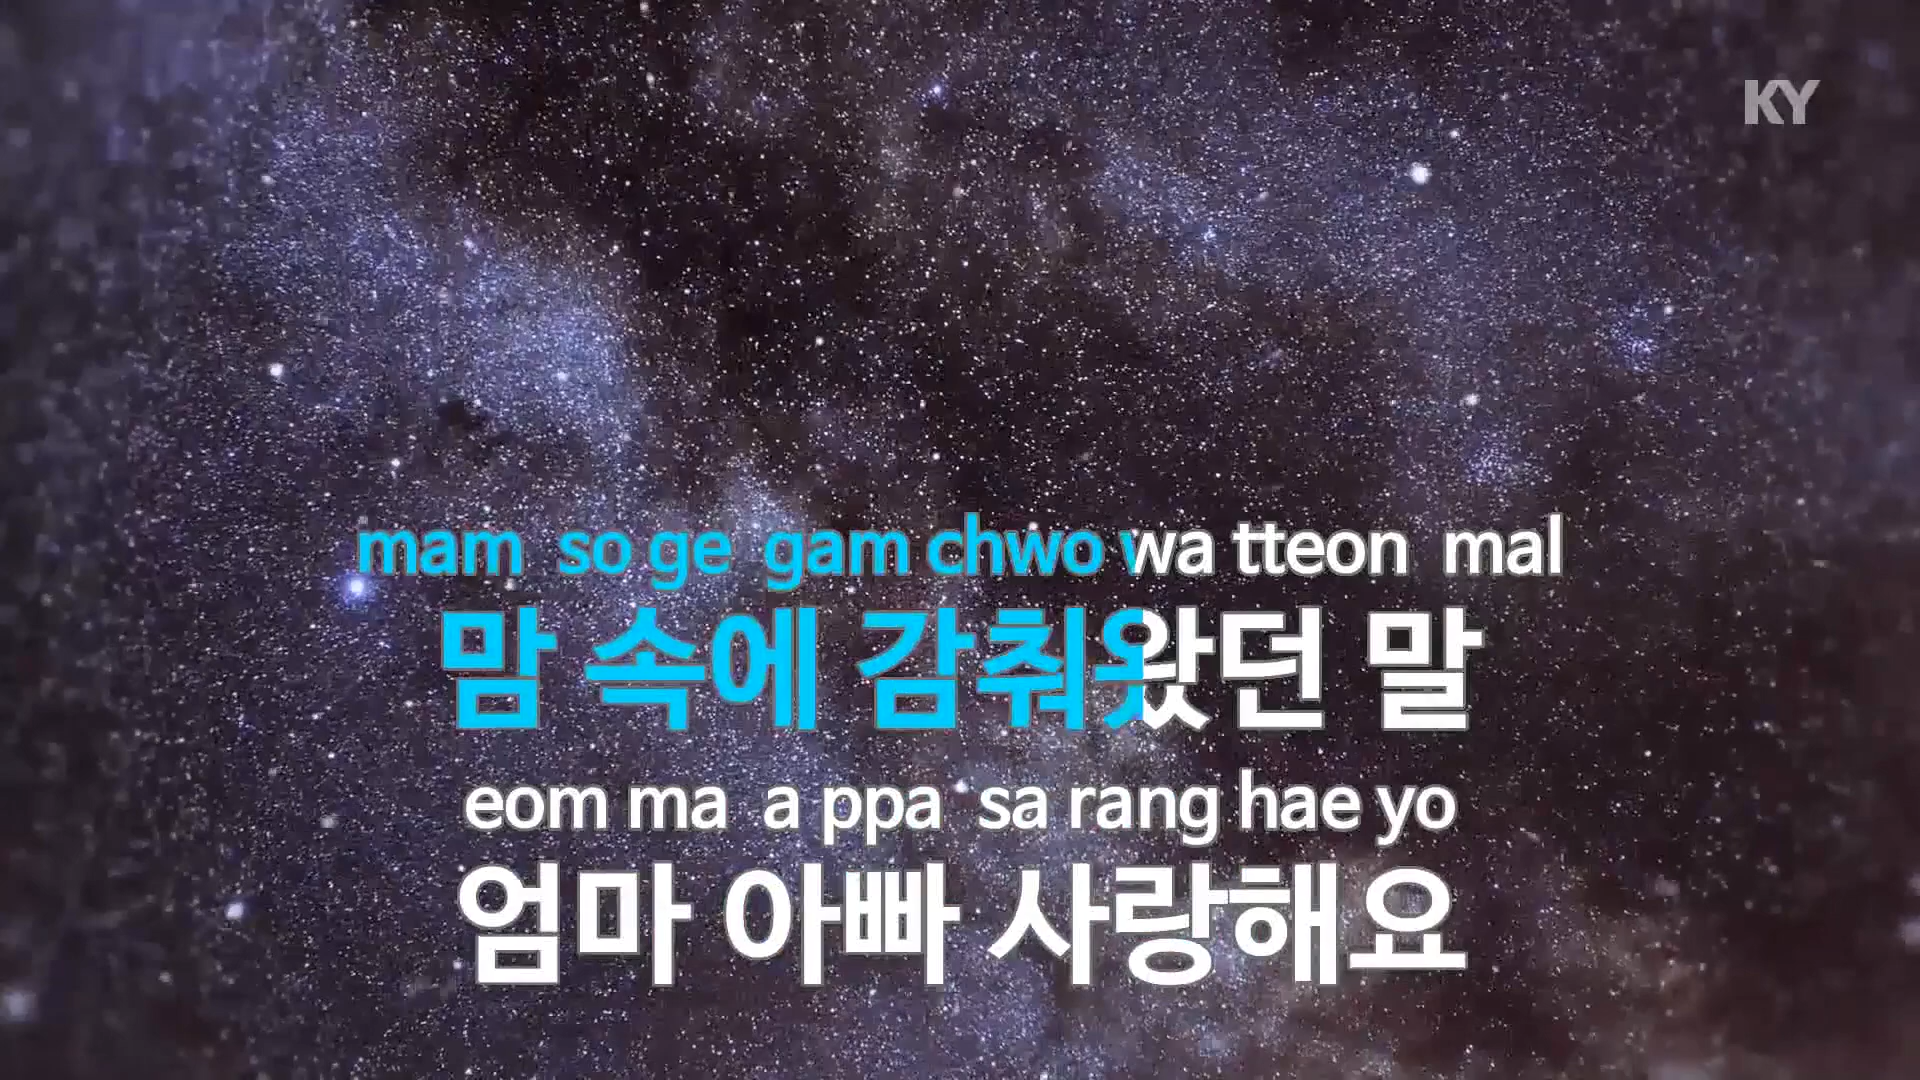 KY
mam so ge gam chwo wa tteon mal
맘 속에 감춰왔던 말
eom ma a ppa sa rang hae yo
엄마 아빠 사랑해요